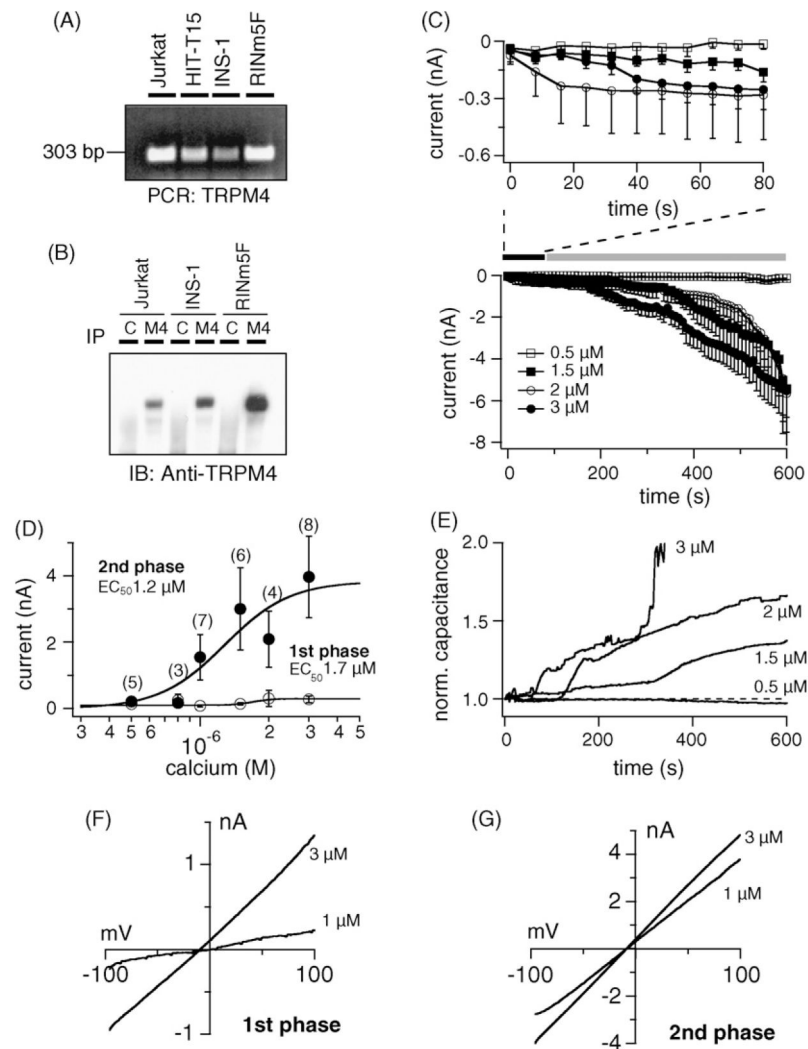 (A)
Jurkat
HIT-T15
INS-1
RINm5F
303 bp
PCR: TRPM4
(B)
Jurkat
INS-1
RINm5F
IP
C M4 C M4 C M4
IB: Anti-TRPM4
(C)
0
-0.3
-0.6
current (nA)
0 20 40 60 80
time (s)
0
-2
-4
-6
-8
current (nA)
0.5 µM
1.5 µM
2 µM
3 µM
0 200 400 600
time (s)
(D)
4
2
0
current (nA)
2nd phase
EC50 1.2 µM
1st phase
EC50 1.7 µM
(5)
(3)
(7)
(6)
(4)
(8)
3 5 6 2 3 5
10-6
calcium (M)
(E)
2.0
1.5
1.0
norm. capacitance
3 µM
2 µM
1.5 µM
0.5 µM
0 200 400 600
time (s)
(F)
nA
1
3 µM
1 µM
mV
-100 100
-1
1st phase
(G)
nA
4
2
3 µM
1 µM
mV
-100 100
-2
-4
2nd phase